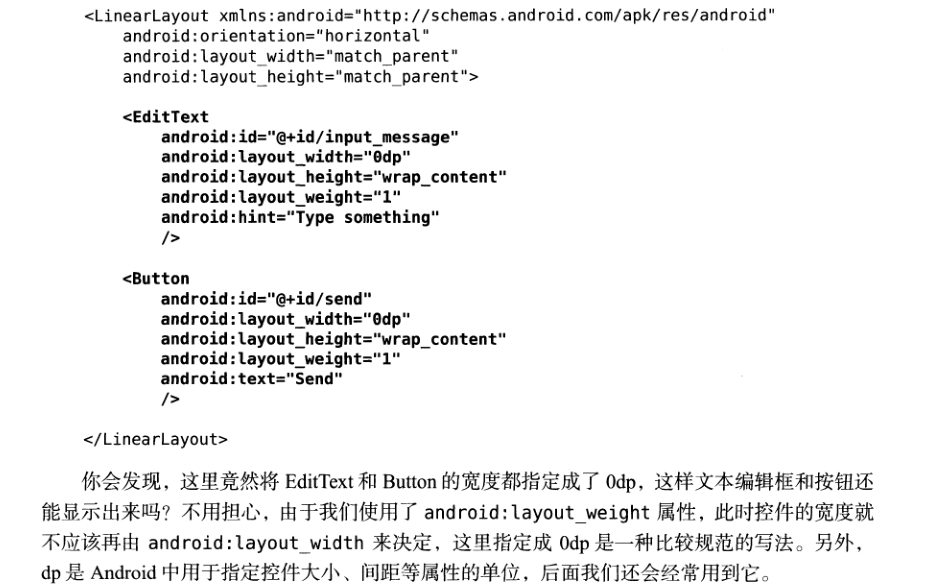 <LinearLayout xmlns:android="http://schemas.android.com/apk/res/android"
    android:orientation="horizontal"
    android:layout_width="match_parent"
    android:layout_height="match_parent">

    <EditText
        android:id="@+id/input_message"
        android:layout_width="0dp"
        android:layout_height="wrap_content"
        android:layout_weight="1"
        android:hint="Type something"
        />

    <Button
        android:id="@+id/send"
        android:layout_width="0dp"
        android:layout_height="wrap_content"
        android:layout_weight="1"
        android:text="Send"
        />

</LinearLayout>
你会发现，这里竟然将 EditText 和 Button 的宽度都指定成了 0dp，这样文本编辑框和按钮还
能显示出来吗？不用担心，由于我们使用了 android:layout_weight 属性，此时控件的宽度就
不应该再由 android:layout_width 来决定，这里指定成 0dp 是一种比较规范的写法。另外，
dp 是 Android 中用于指定控件大小、间距等属性的单位，后面我们还会经常用到它。